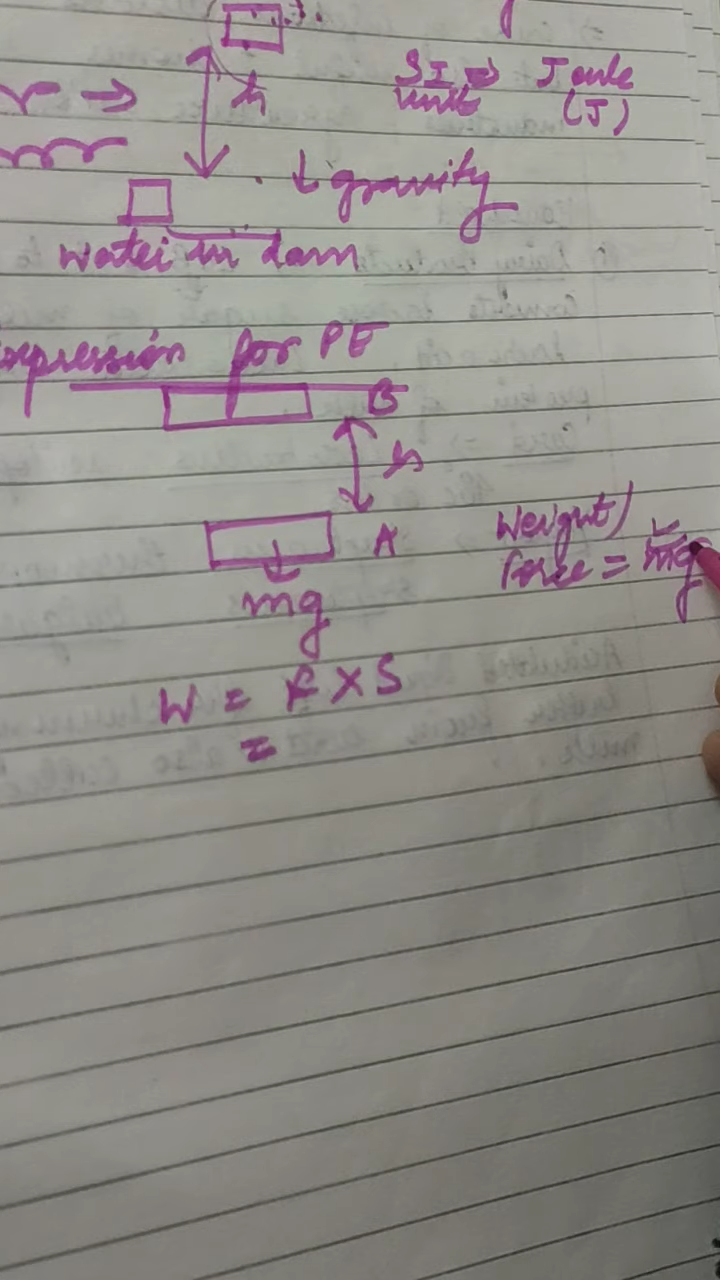 h
SI ⇒ Joule
unit (J)
↓ gravity
water in dam
expression for PE
B
h
A
mg
Weight/
Force = mg
W = F × S
=